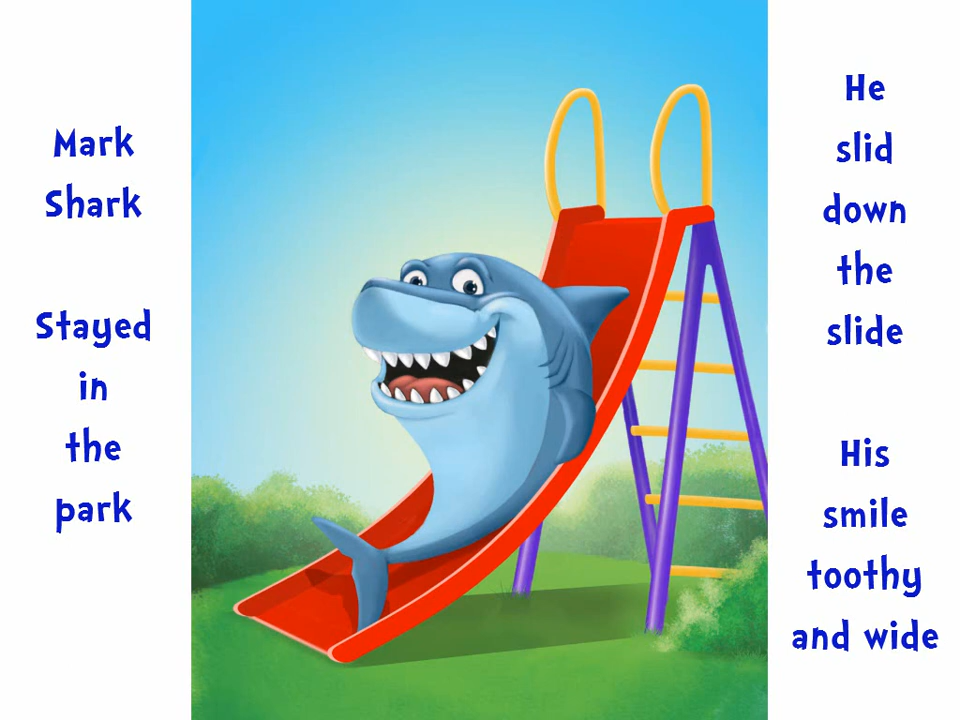 Mark
Shark
Stayed
in
the
park
He
slid
down
the
slide
His
smile
toothy
and wide